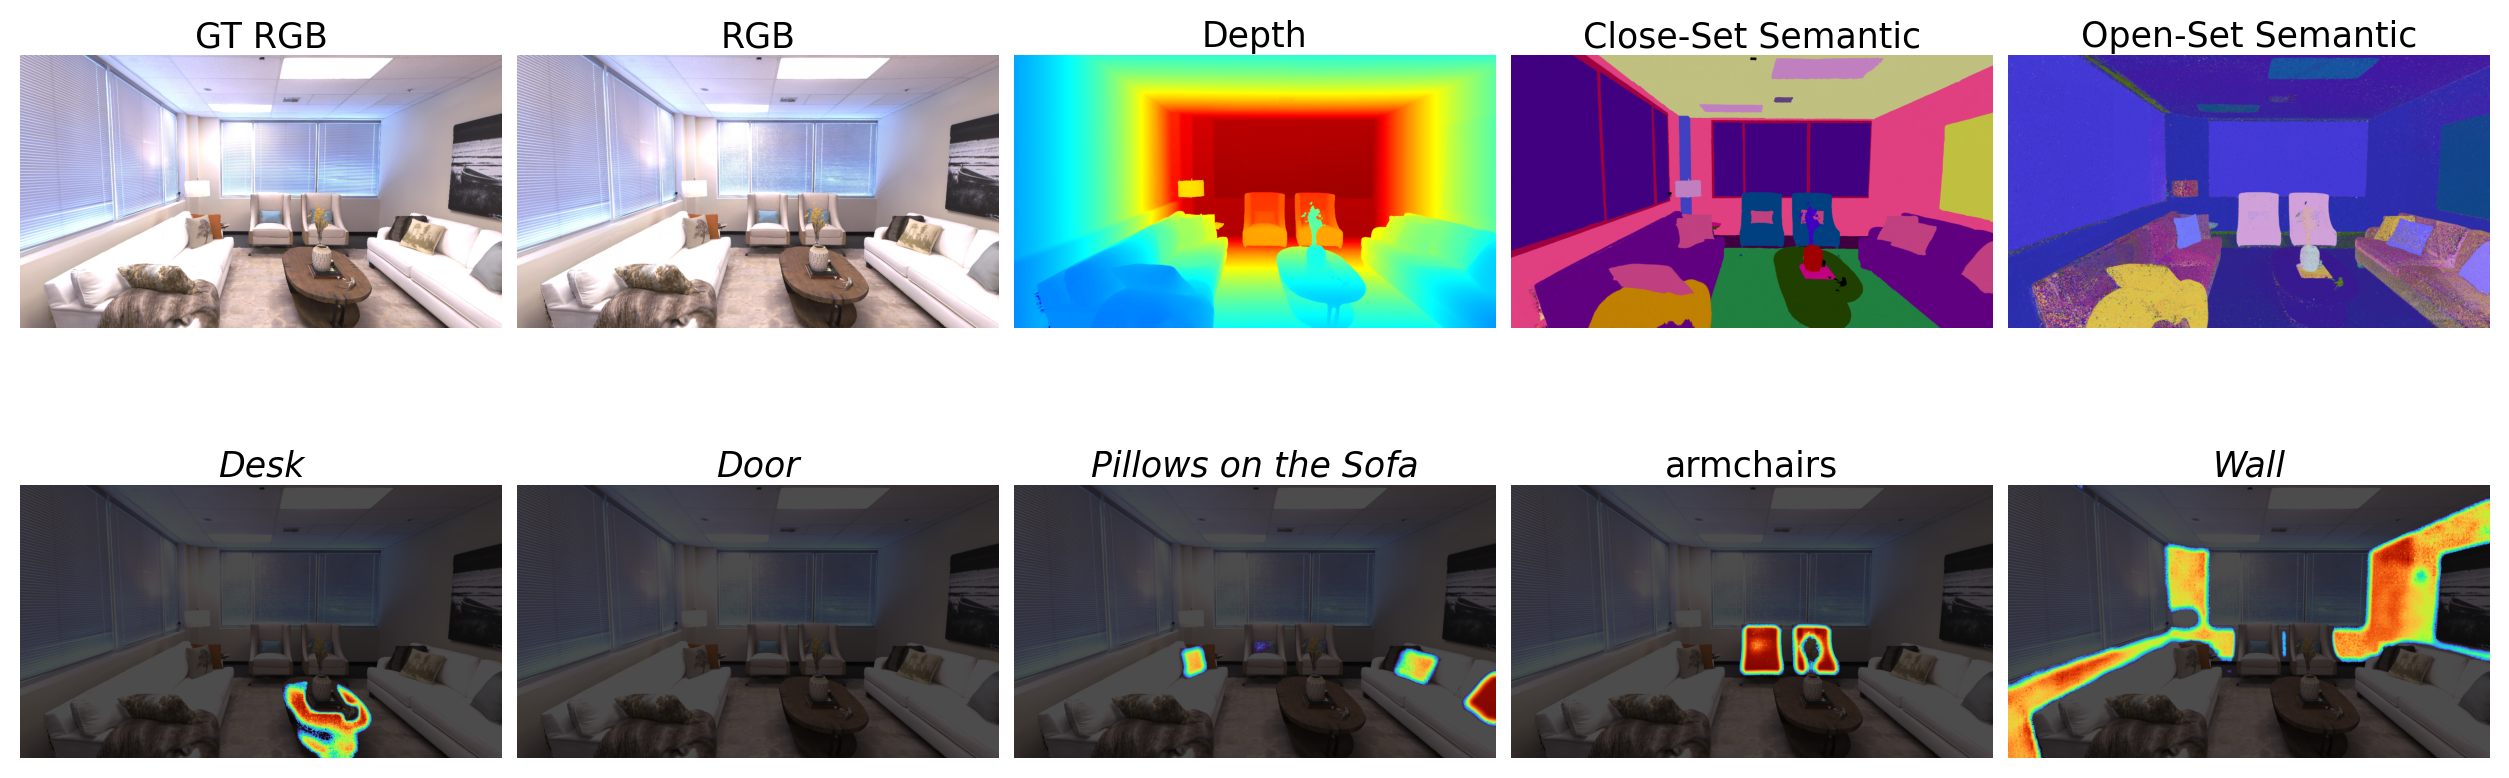 GT RGB
RGB
Depth
Close-Set Semantic
Open-Set Semantic
Desk
Door
Pillows on the Sofa
armchairs
Wall